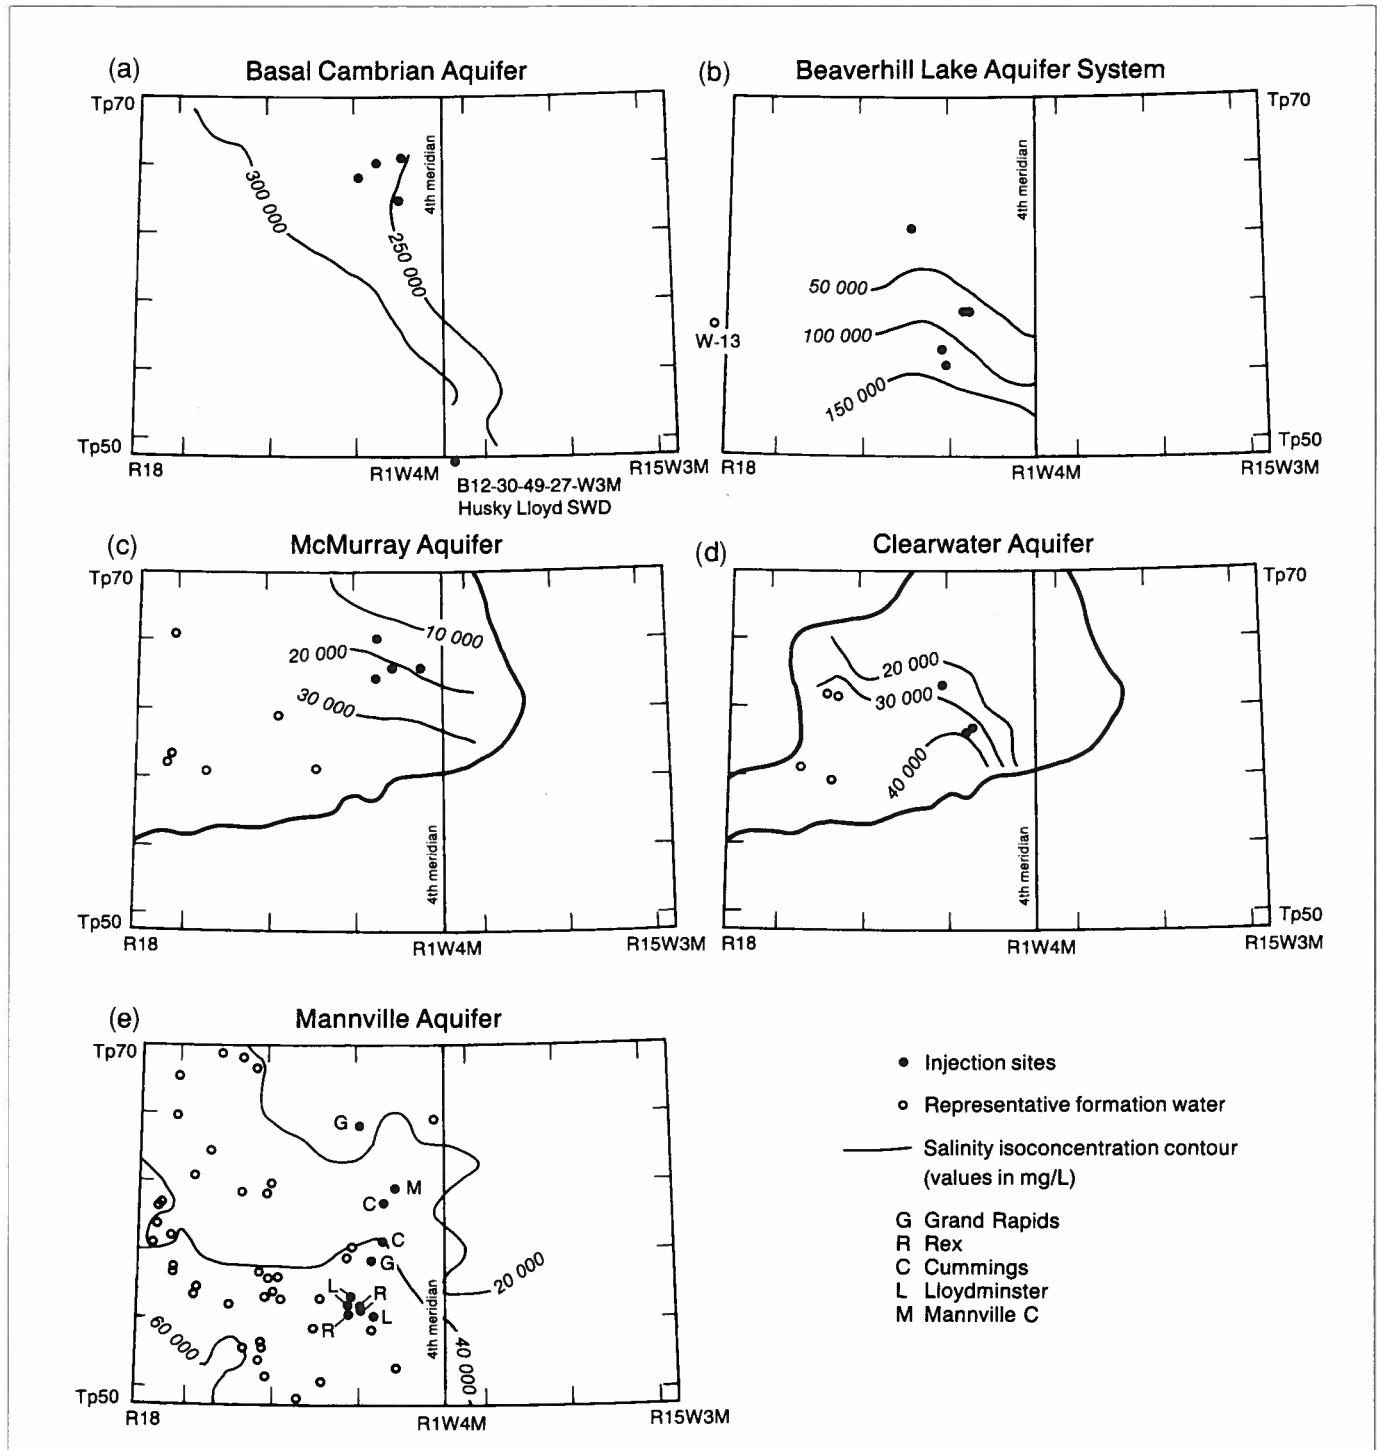 (a) Basal Cambrian Aquifer
Tp70
4th meridian
300 000
250 000
Tp50
R18
R1W4M
R15W3M
B12-30-49-27-W3M
Husky Lloyd SWD
(b) Beaverhill Lake Aquifer System
Tp70
4th meridian
50 000
100 000
W-13
150 000
Tp50
R18
R1W4M
R15W3M
(c) McMurray Aquifer
Tp70
10 000
20 000
30 000
4th meridian
Tp50
R18
R1W4M
R15W3M
(d) Clearwater Aquifer
Tp70
20 000
30 000
40 000
4th meridian
Tp50
R18
R1W4M
R15W3M
(e) Mannville Aquifer
Tp70
G
M
C
C
G
20 000
L
R
L
R
60 000
4th meridian
40 000
Tp50
R18
R1W4M
R15W3M
Injection sites
Representative formation water
Salinity isoconcentration contour
(values in mg/L)
G Grand Rapids
R Rex
C Cummings
L Lloydminster
M Mannville C